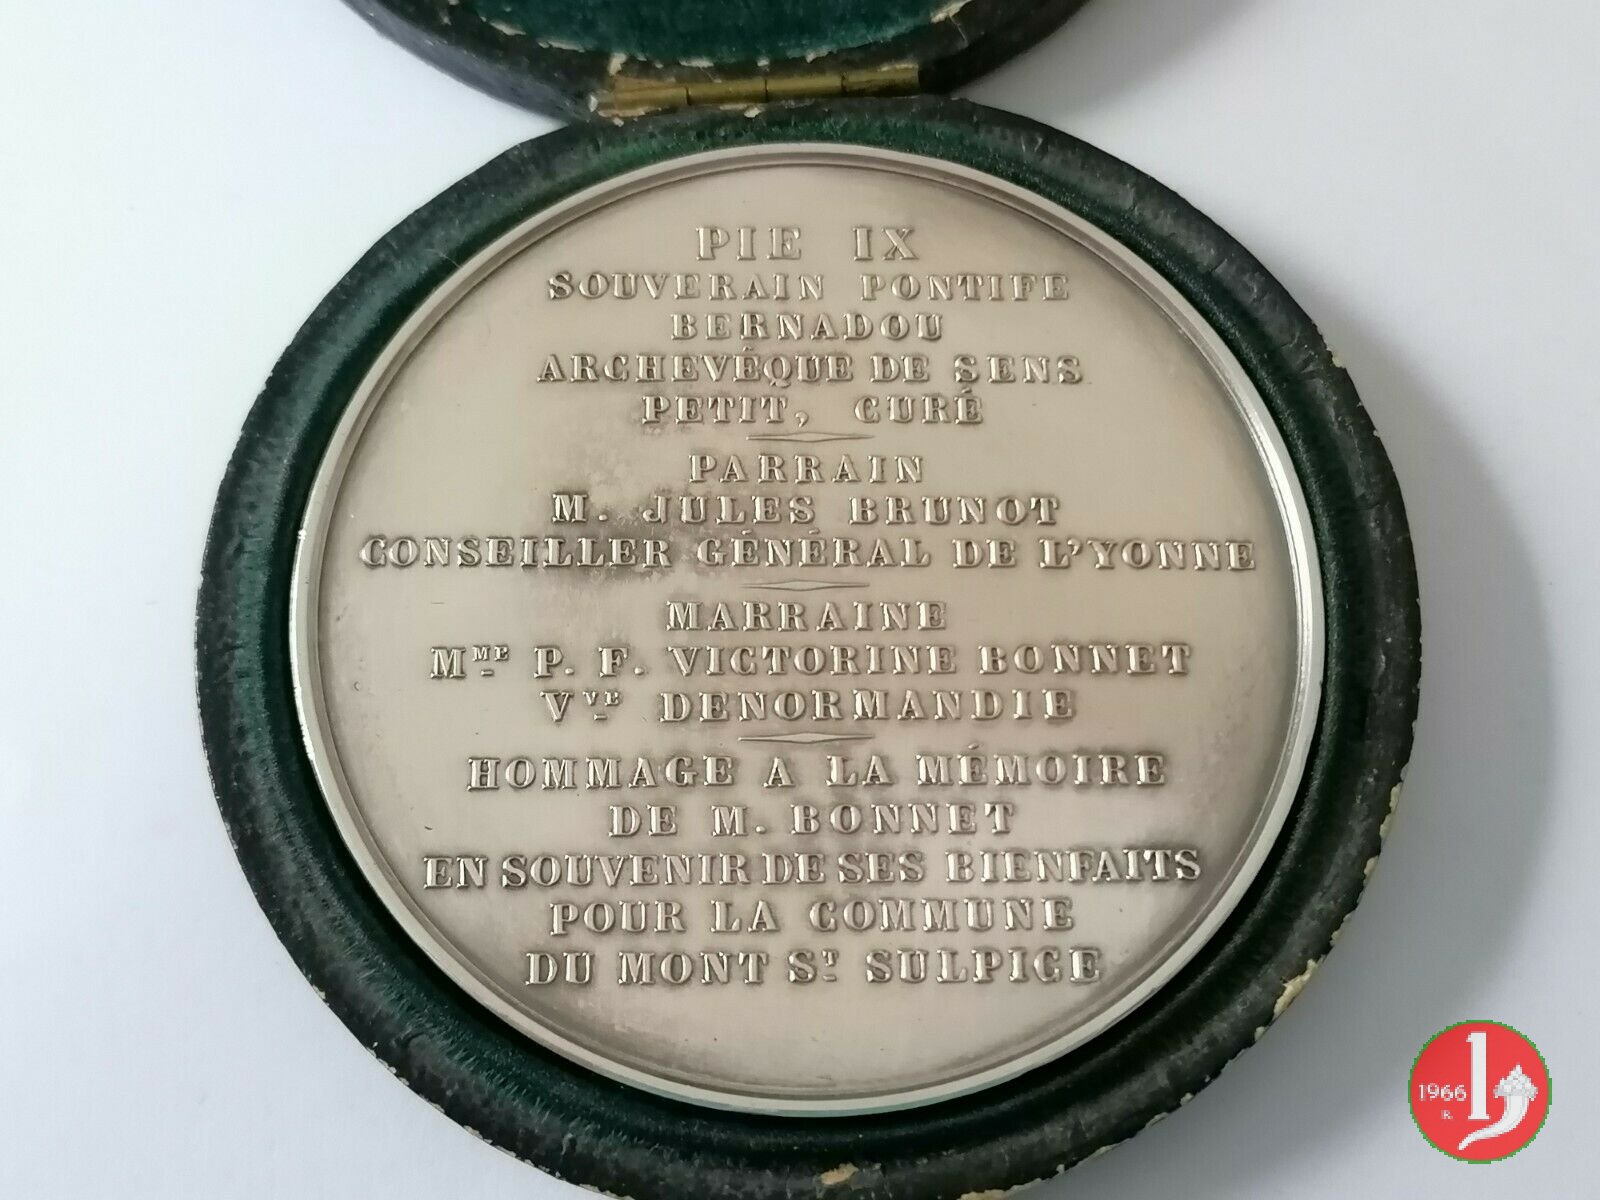 PIE IX
SOUVERAIN PONTIFE
BERNADOU
ARCHEVÊQUE DE SENS
PETIT, CURÉ
PARRAIN
M. JULES BRUNOT
CONSEILLER GÉNÉRAL DE L'YONNE
MARRAINE
MME P. F. VICTORINE BONNET
VVE DENORMANDIE
HOMMAGE A LA MÉMOIRE
DE M. BONNET
EN SOUVENIR DE SES BIENFAITS
POUR LA COMMUNE
DU MONT ST SULPICE
1966
R